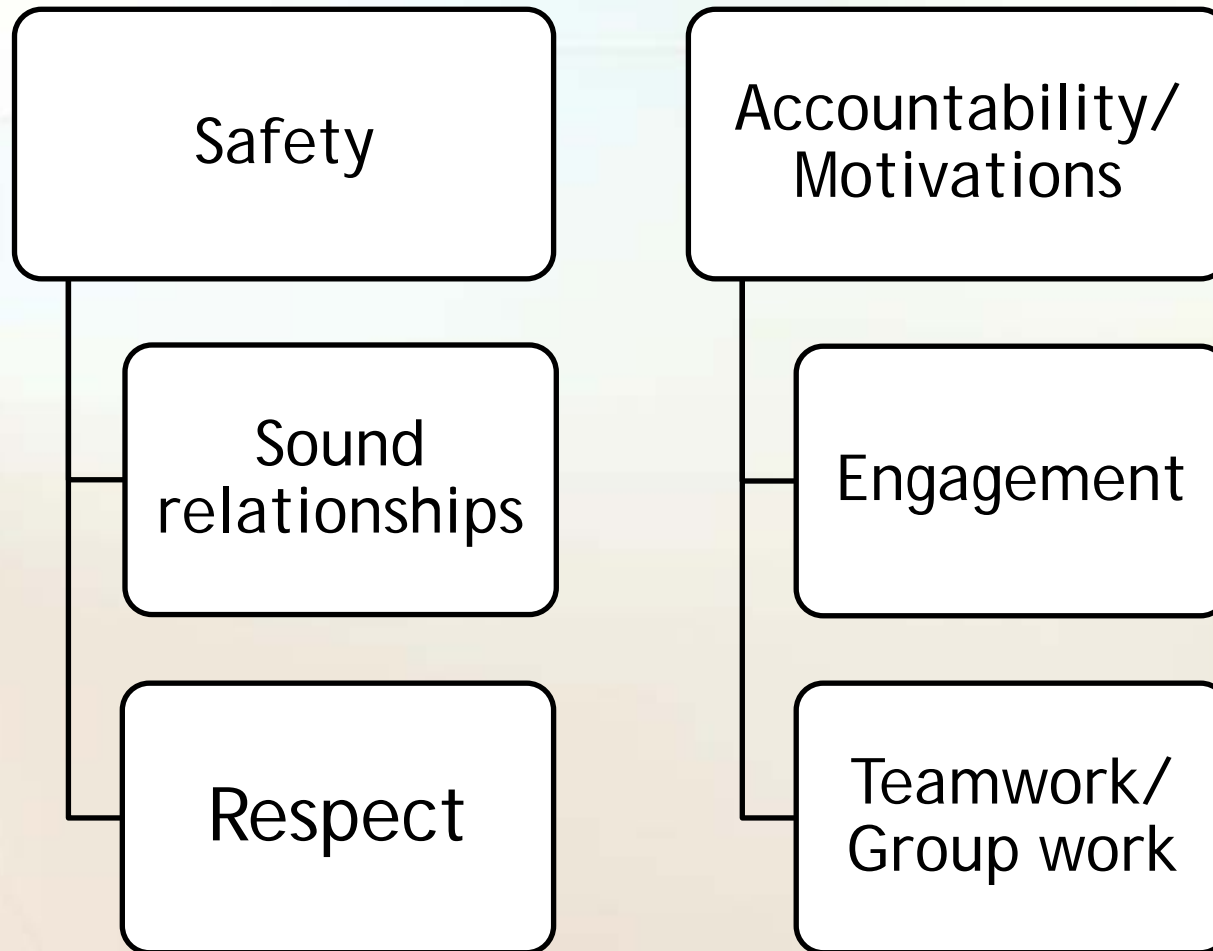 Safety
Sound
relationships
Respect
Accountability/
Motivations
Engagement
Teamwork/
Group work